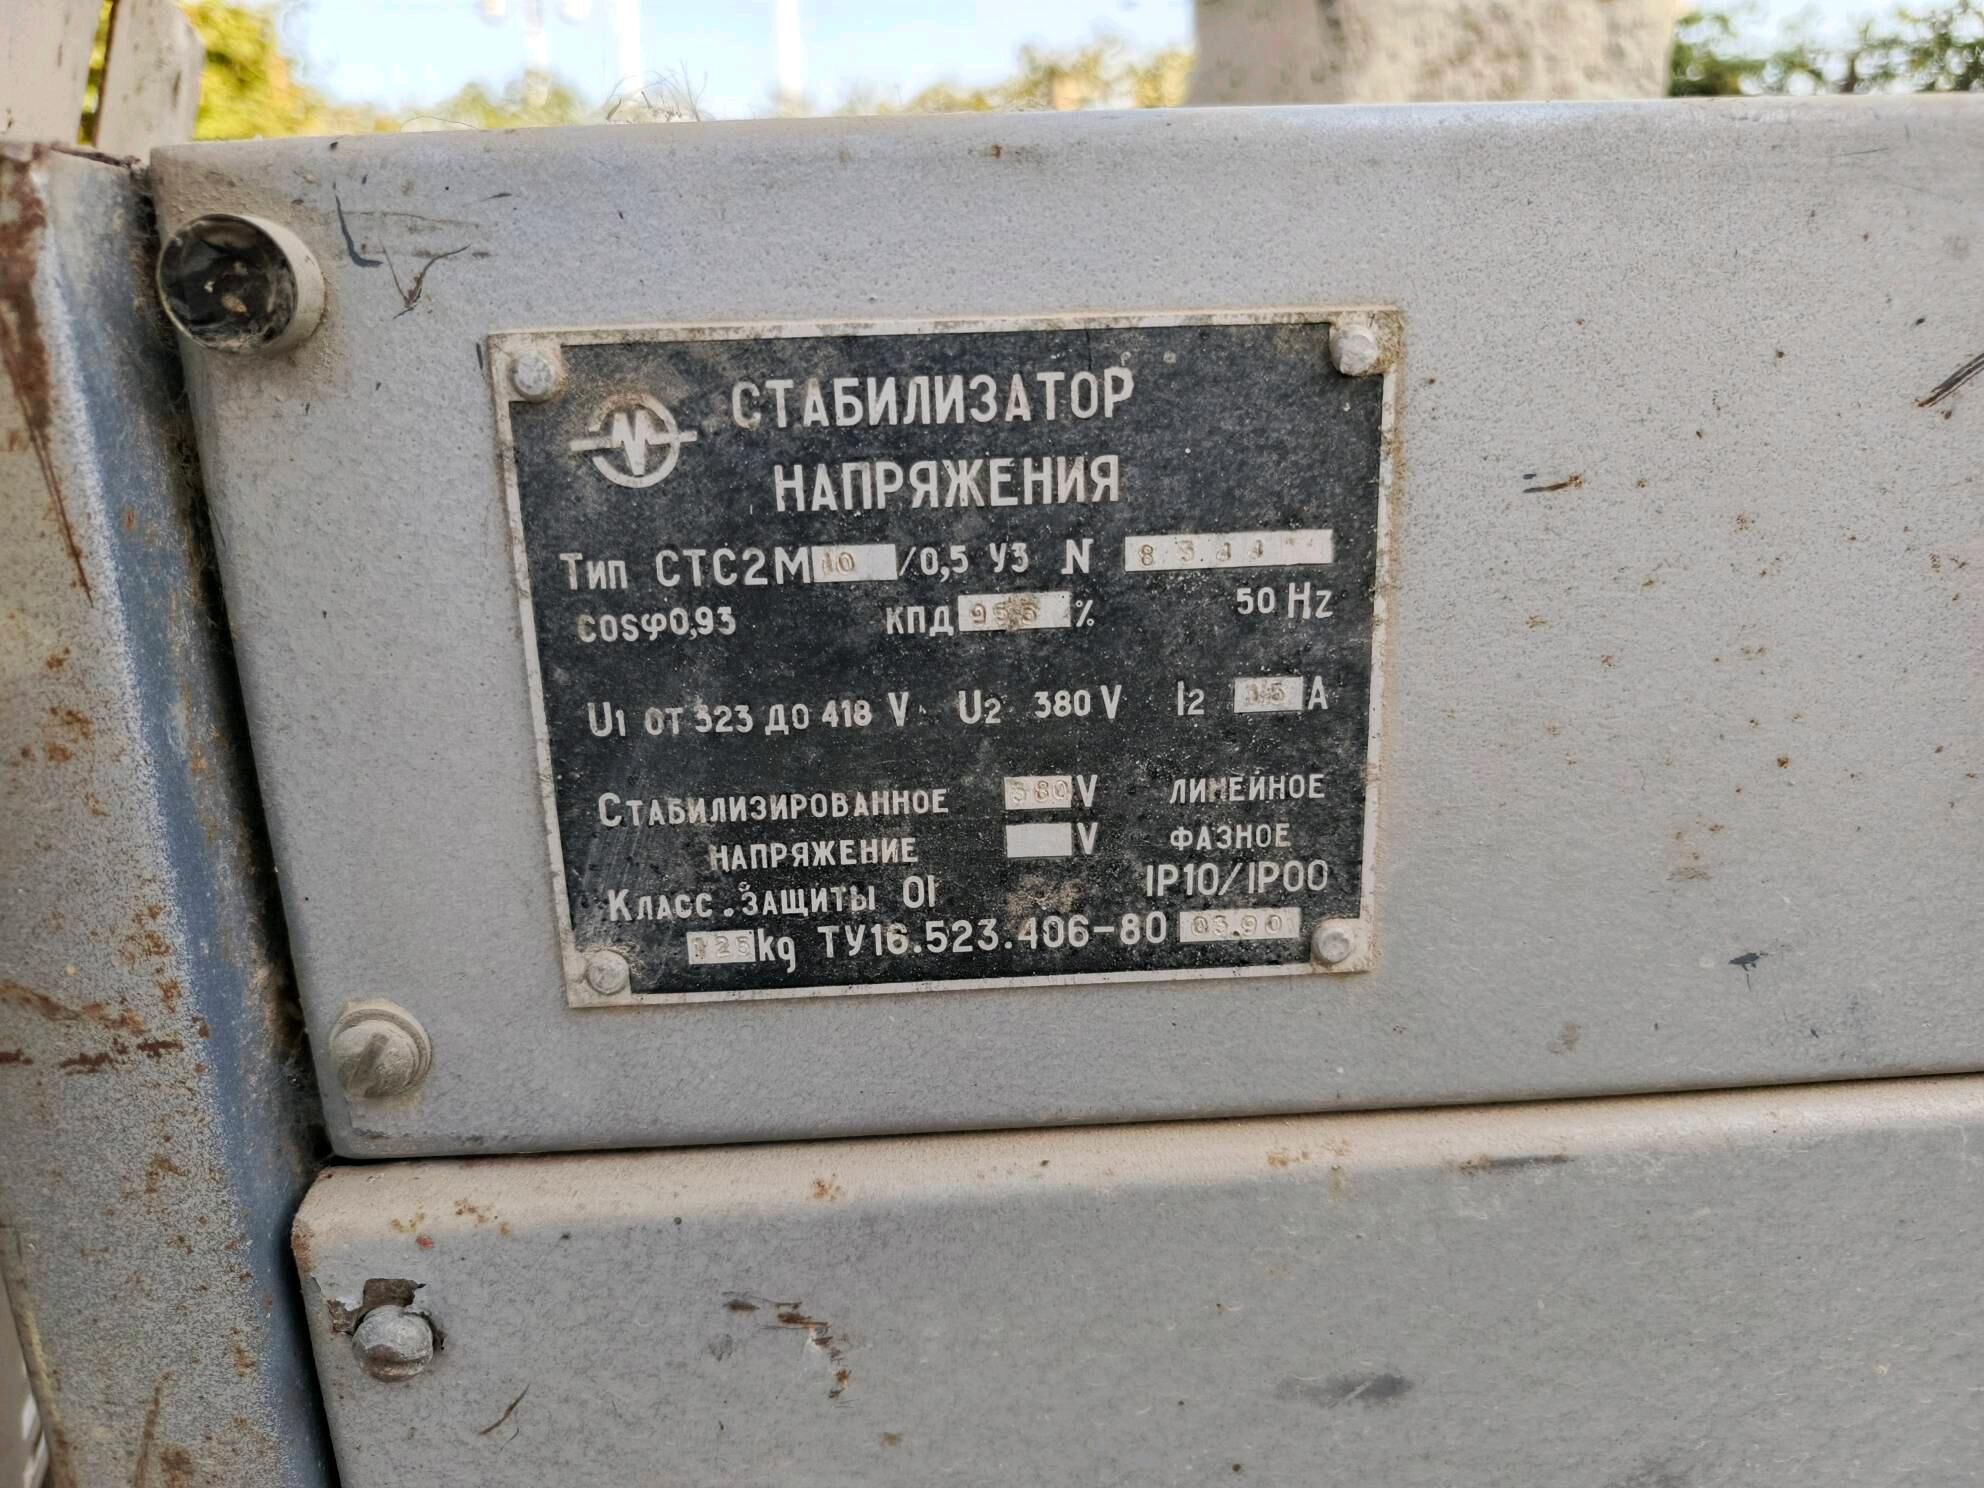 СТАБИЛИЗАТОР
НАПРЯЖЕНИЯ
Тип СТС2М 10 /0,5 У3 N
cosφ0,93 КПД % 50 Hz
U1 от 323 до 418 V U2 380 V I2 A
СТАБИЛИЗИРОВАННОЕ 380 V ЛИНЕЙНОЕ
НАПРЯЖЕНИЕ V ФАЗНОЕ
КЛАСС ЗАЩИТЫ 01 IP10/IP00
125 kg ТУ16.523.406-80 03.90